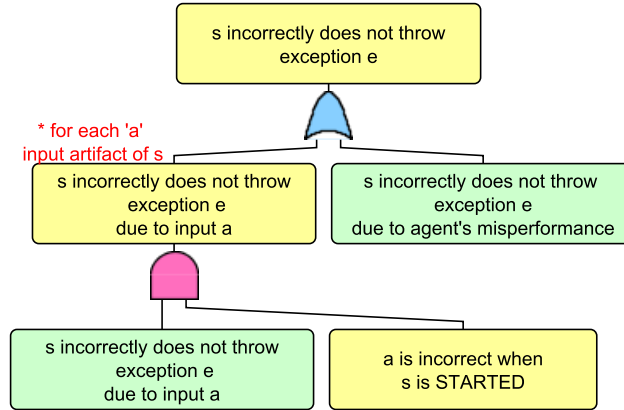 s incorrectly does not throw
exception e
* for each 'a'
input artifact of s
s incorrectly does not throw
exception e
due to input a
s incorrectly does not throw
exception e
due to agent's misperformance
s incorrectly does not throw
exception e
due to input a
a is incorrect when
s is STARTED